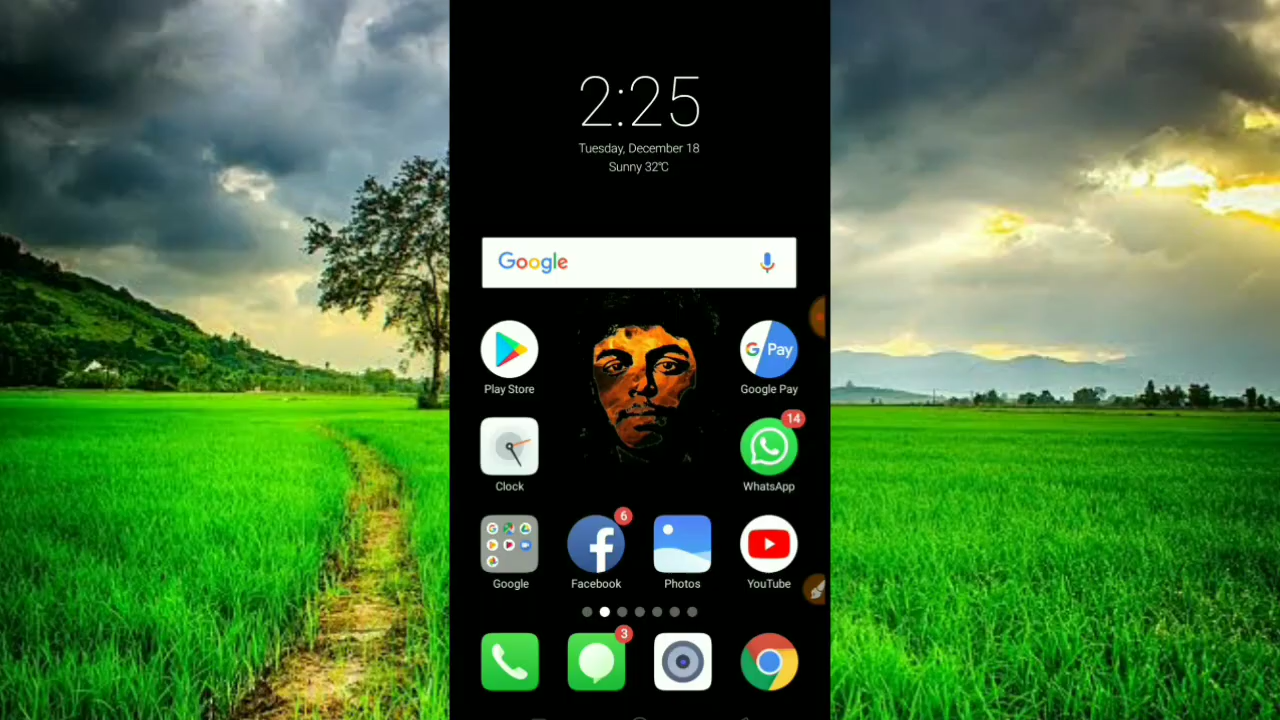 2:25
Tuesday, December 18
Sunny 32℃
Google
Play Store
G Pay
Google Pay
Clock
14
WhatsApp
Google
6
Facebook
Photos
YouTube
3